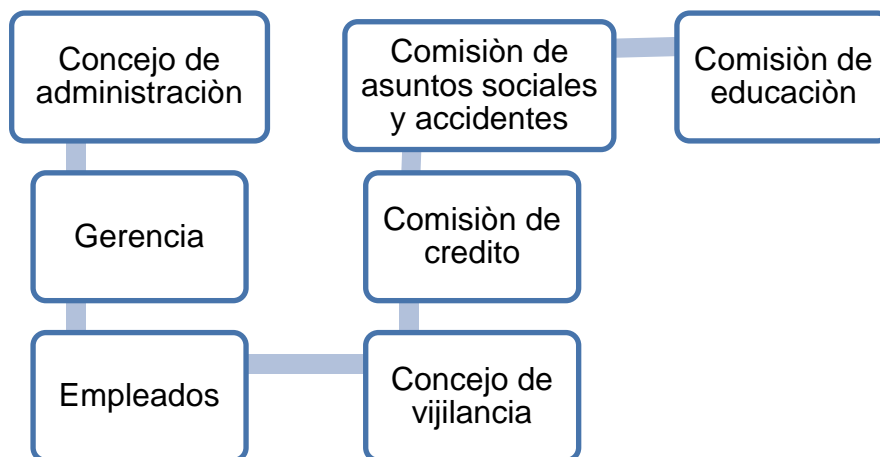 Concejo de
administraciòn
Gerencia
Empleados
Concejo de
vijilancia
Comisiòn de
credito
Comisiòn de
asuntos sociales
y accidentes
Comisiòn de
educaciòn